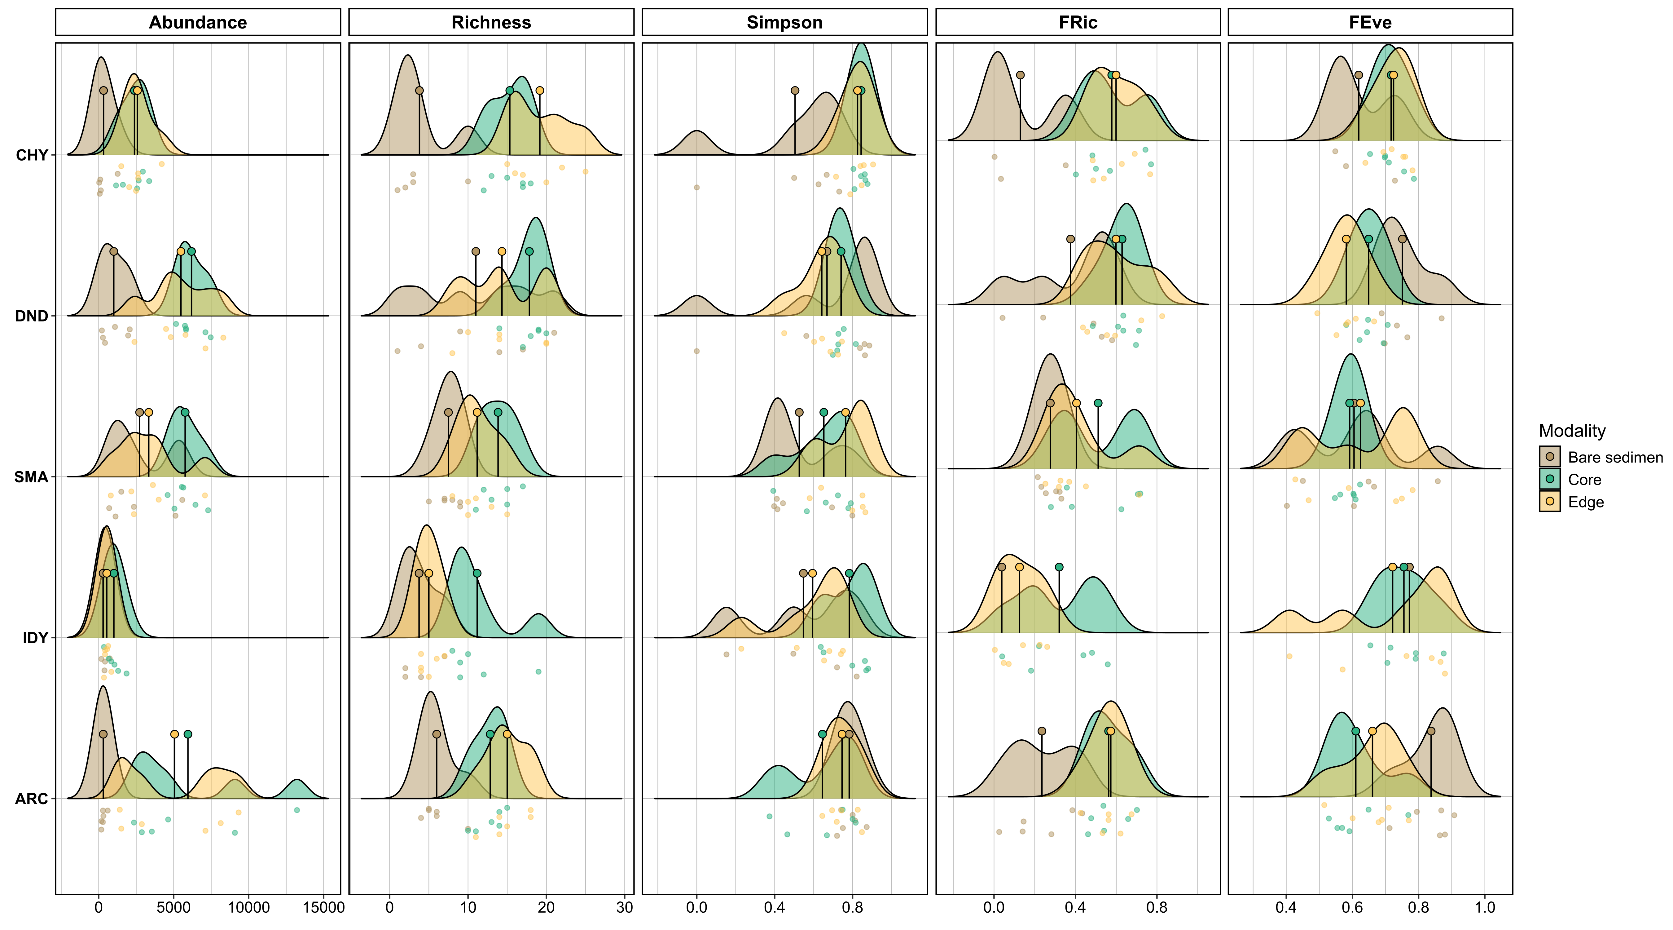 Abundance Richness Simpson FRic FEve
CHY
DND
SMA
IDY
ARC
0 5000 10000 15000 0 10 20 30 0.0 0.4 0.8 0.0 0.4 0.8 0.4 0.6 0.8 1.0
Modality
Bare sedimen
Core
Edge